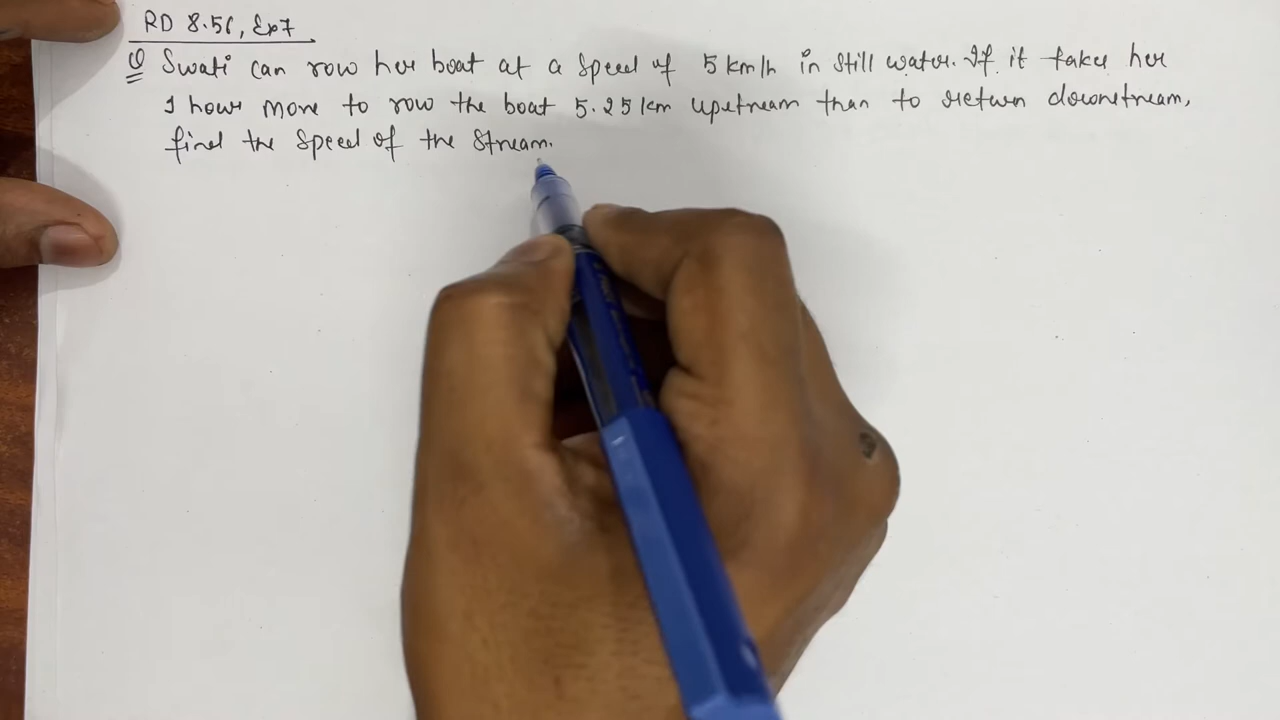 RD 8.56, Ex 7
Q Swati can row her boat at a speed of 5 km/h in still water. If it takes her
1 hour more to row the boat 5.25 km upstream than to return downstream,
find the speed of the stream.